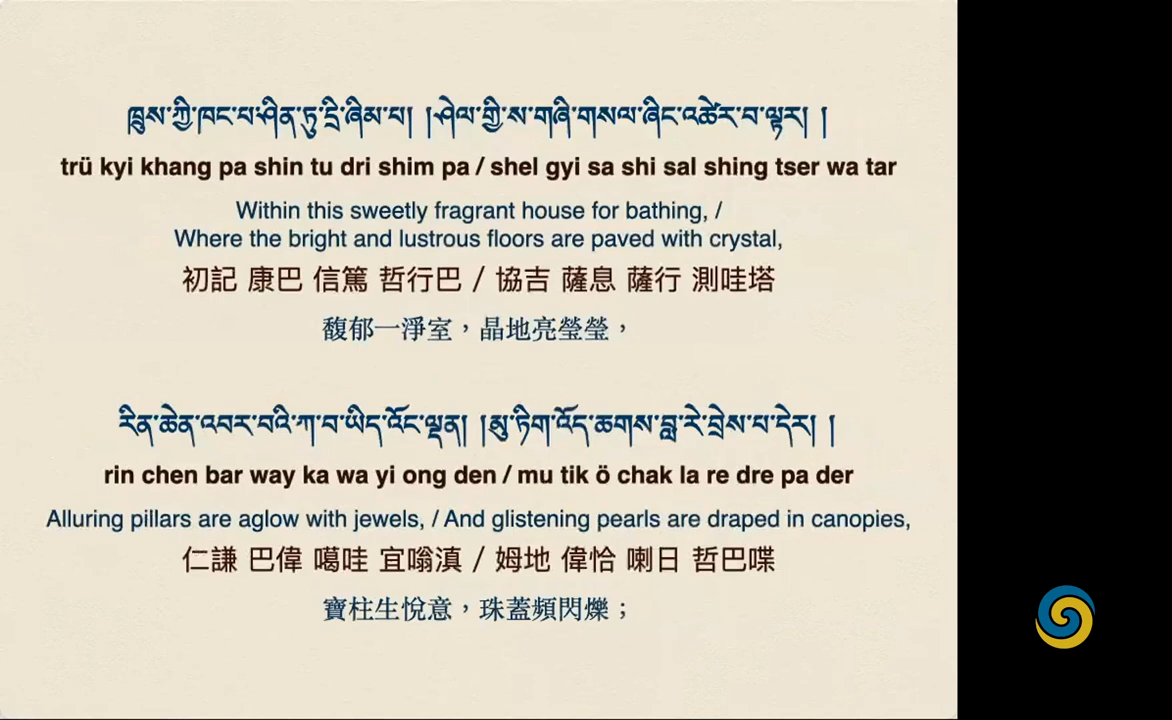 ཁྲུས་ཀྱི་ཁང་པ་ཤིན་ཏུ་དྲི་ཞིམ་པ། །ཤེལ་གྱི་ས་གཞི་གསལ་ཞིང་འཚེར་བ་ལྟར། །
trü kyi khang pa shin tu dri shim pa / shel gyi sa shi sal shing tser wa tar
Within this sweetly fragrant house for bathing, /
Where the bright and lustrous floors are paved with crystal,
初記 康巴 信篤 哲行巴 / 協吉 薩息 薩行 測哇塔
馥郁一淨室，晶地亮瑩瑩，
རིན་ཆེན་འབར་བའི་ཀ་བ་ཡིད་འོང་ལྡན། །མུ་ཏིག་འོད་ཆགས་བླ་རེ་བྲེས་པ་དེར། །
rin chen bar way ka wa yi ong den / mu tik ö chak la re dre pa der
Alluring pillars are aglow with jewels, / And glistening pearls are draped in canopies,
仁謙 巴偉 噶哇 宜嗡滇 / 姆地 偉恰 喇日 哲巴喋
寶柱生悅意，珠蓋頻閃爍；